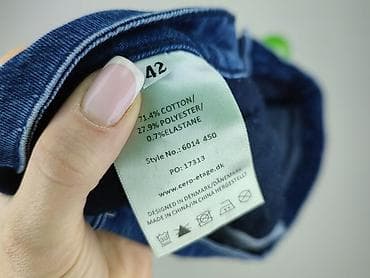 42
71.4% COTTON/
27.9% POLYESTER/
0.7% ELASTANE
Style No.: 6014 450
PO: 17313
www.cero-etage.dk
DESIGNED IN DENMARK/DÄNEMARK
MADE IN CHINA/IN CHINA HERGESTELLT